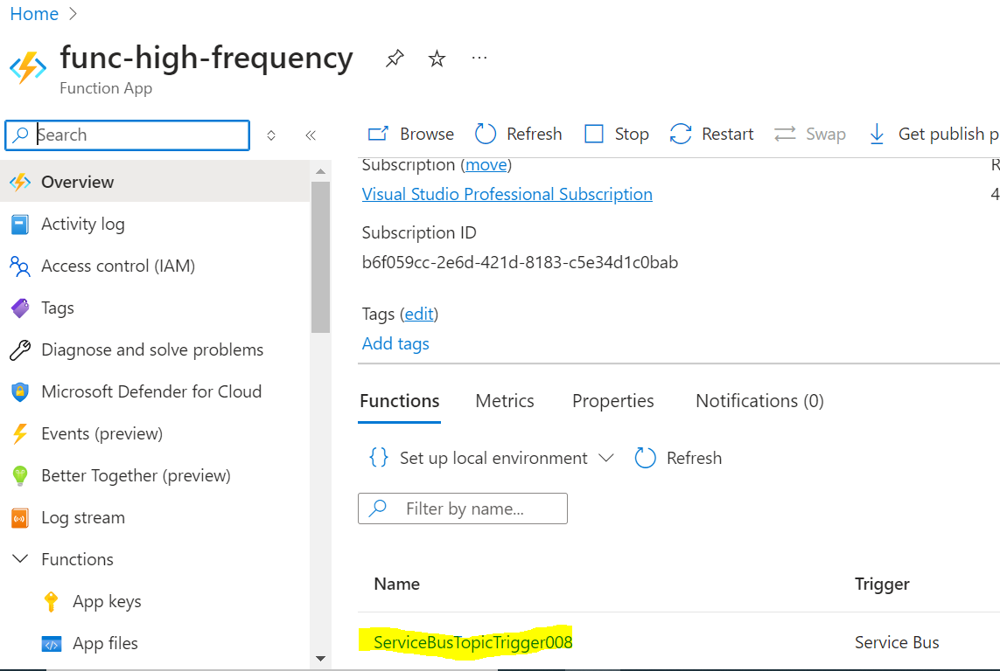 Home
func-high-frequency
Function App
Search
Browse Refresh Stop Restart Swap Get publish p
Overview
Activity log
Access control (IAM)
Tags
Diagnose and solve problems
Microsoft Defender for Cloud
Events (preview)
Better Together (preview)
Log stream
Functions
App keys
App files
Subscription (move)
R
Visual Studio Professional Subscription
4
Subscription ID
b6f059cc-2e6d-421d-8183-c5e34d1c0bab
Tags (edit)
Add tags
Functions Metrics Properties Notifications (0)
{} Set up local environment Refresh
Filter by name...
Name Trigger
ServiceBusTopicTrigger008 Service Bus